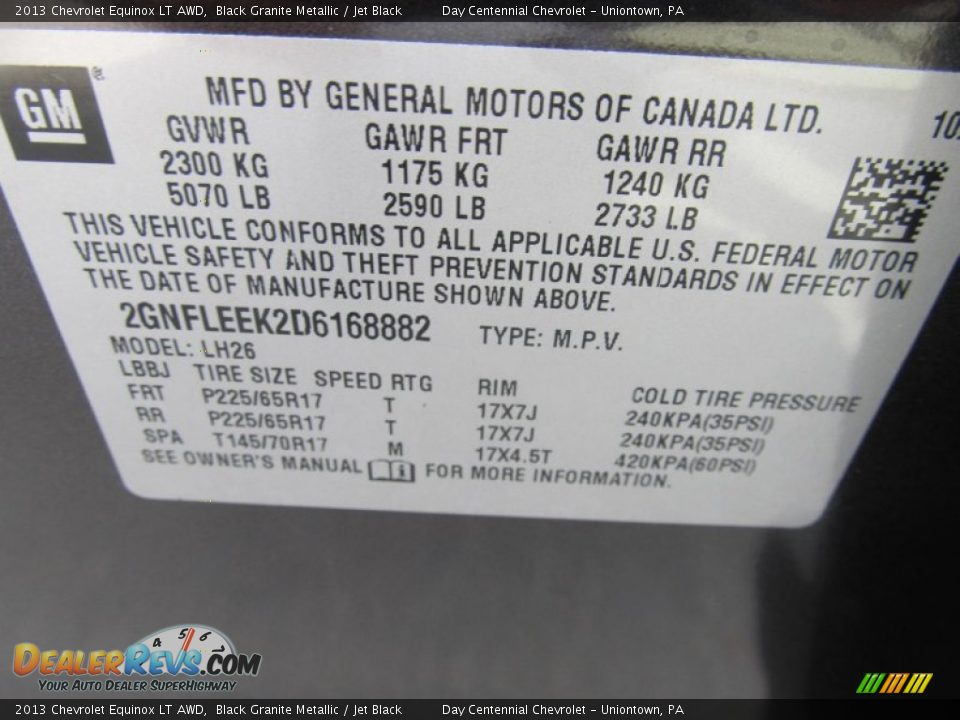 2013 Chevrolet Equinox LT AWD, Black Granite Metallic / Jet Black Day Centennial Chevrolet - Uniontown, PA
GM®
MFD BY GENERAL MOTORS OF CANADA LTD.
GVWR GAWR FRT GAWR RR
2300 KG 1175 KG 1240 KG
5070 LB 2590 LB 2733 LB
THIS VEHICLE CONFORMS TO ALL APPLICABLE U.S. FEDERAL MOTOR
VEHICLE SAFETY AND THEFT PREVENTION STANDARDS IN EFFECT ON
THE DATE OF MANUFACTURE SHOWN ABOVE.
2GNFLEEK2D6168882 TYPE: M.P.V.
MODEL: LH26
LBBJ TIRE SIZE SPEED RTG RIM COLD TIRE PRESSURE
FRT P225/65R17 T 17X7J 240KPA(35PSI)
RR P225/65R17 T 17X7J 240KPA(35PSI)
SPA T145/70R17 M 17X4.5T 420KPA(60PSI)
SEE OWNER'S MANUAL FOR MORE INFORMATION.
4 5 6
DEALERREVS.COM
YOUR AUTO DEALER SUPERHIGHWAY
2013 Chevrolet Equinox LT AWD, Black Granite Metallic / Jet Black Day Centennial Chevrolet - Uniontown, PA